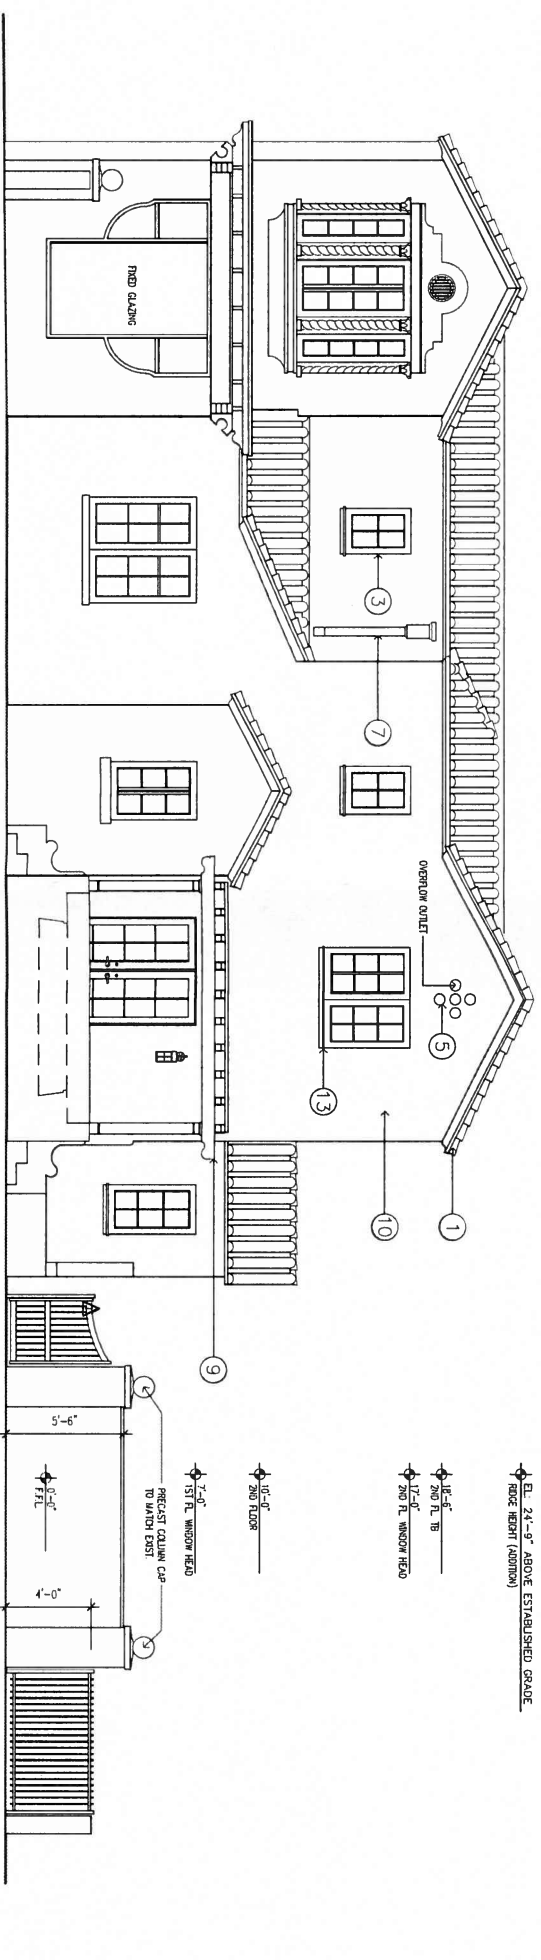 FIXED GLAZING
3
7
OVERFLOW OUTLET
5
13
1
10
9
EL. 24'-9" ABOVE ESTABLISHED GRADE
RIDGE HEIGHT (ADDITION)
18'-6"
2ND FL TB
17'-0"
2ND FL WINDOW HEAD
10'-0"
2ND FLOOR
7'-0"
1ST FL WINDOW HEAD
0'-0"
F.F.L.
PRECAST COLUMN CAP
TO MATCH EXIST.
5'-6"
4'-0"